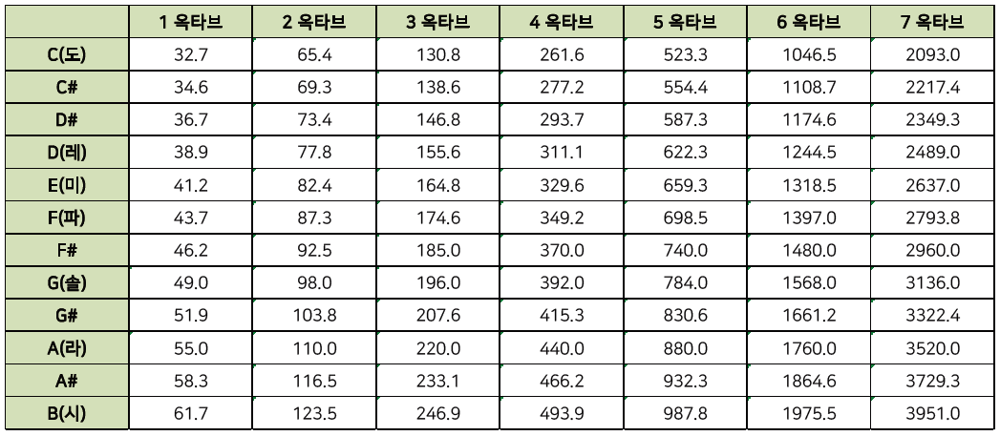 1 옥타브 2 옥타브 3 옥타브 4 옥타브 5 옥타브 6 옥타브 7 옥타브
C(도) 32.7 65.4 130.8 261.6 523.3 1046.5 2093.0
C# 34.6 69.3 138.6 277.2 554.4 1108.7 2217.4
D# 36.7 73.4 146.8 293.7 587.3 1174.6 2349.3
D(레) 38.9 77.8 155.6 311.1 622.3 1244.5 2489.0
E(미) 41.2 82.4 164.8 329.6 659.3 1318.5 2637.0
F(파) 43.7 87.3 174.6 349.2 698.5 1397.0 2793.8
F# 46.2 92.5 185.0 370.0 740.0 1480.0 2960.0
G(솔) 49.0 98.0 196.0 392.0 784.0 1568.0 3136.0
G# 51.9 103.8 207.6 415.3 830.6 1661.2 3322.4
A(라) 55.0 110.0 220.0 440.0 880.0 1760.0 3520.0
A# 58.3 116.5 233.1 466.2 932.3 1864.6 3729.3
B(시) 61.7 123.5 246.9 493.9 987.8 1975.5 3951.0